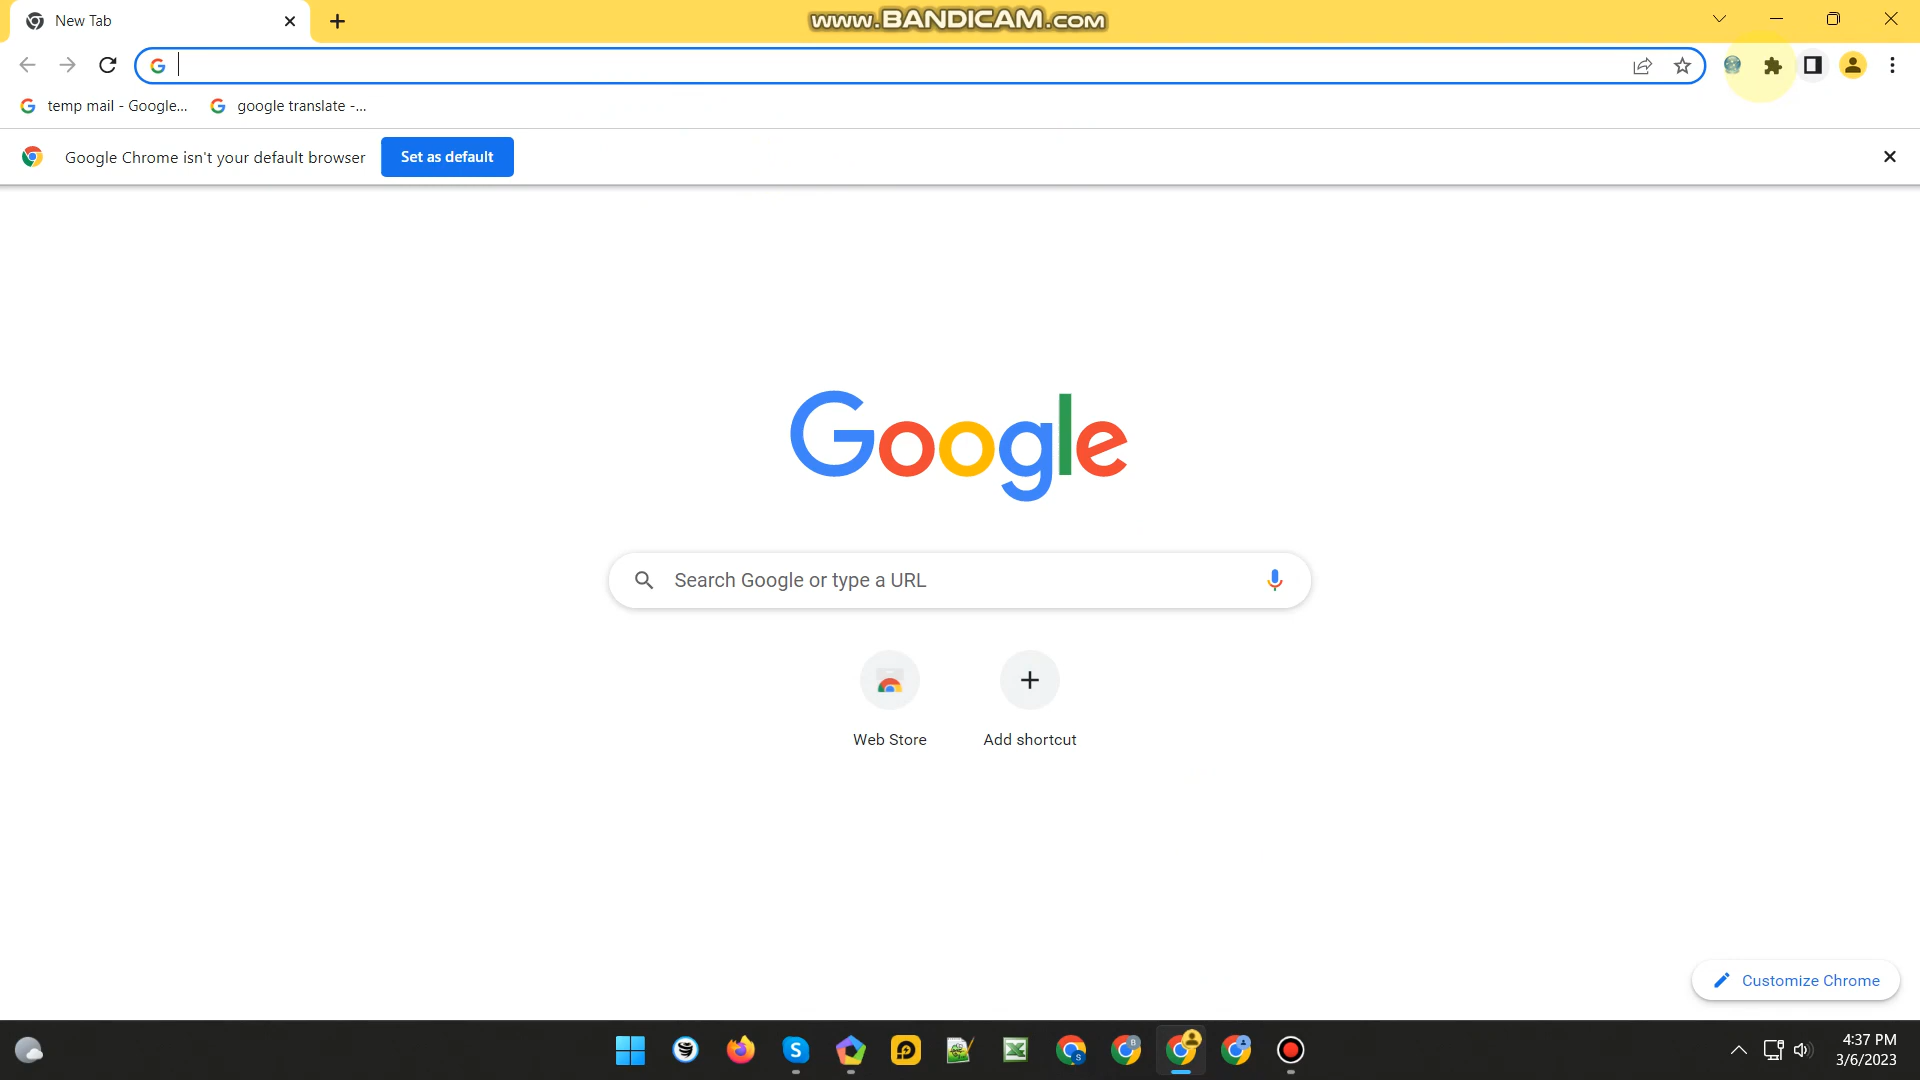 New Tab
www.BANDICAM.com
temp mail - Google...
google translate -...
Google Chrome isn't your default browser
Set as default
Google
Search Google or type a URL
Web Store
Add shortcut
Customize Chrome
4:37 PM
3/6/2023